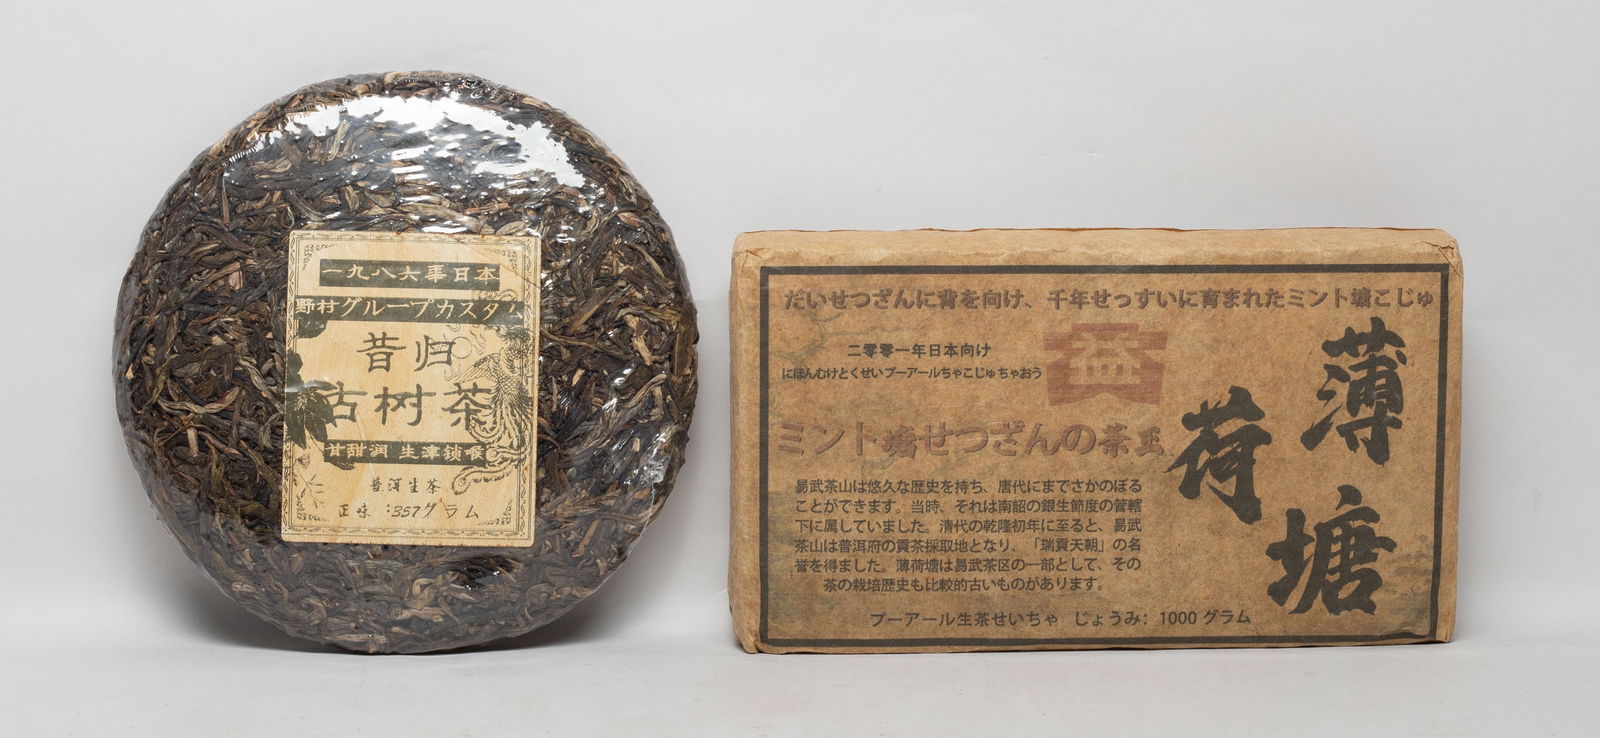 一九八六年日本
野村グループカスタム
昔归
古树茶
甘甜润 生津锁喉
普洱生茶
正味:357グラム
だいせつざんに背を向け、千年せっすいに育まれたミント塘こじゅ
二零零一年日本向け
にほんむけとくせいプーアールちゃこじゅちゃおう
益
ミント塘せつざんの茶王
薄
荷
塘
易武茶山は悠久な歴史を持ち、唐代にまでさかのぼる
ことができます。当時、それは南詔の銀生節度の管轄
下に属していました。清代の乾隆初年に至ると、易武
茶山は普洱府の貢茶採取地となり、「瑞貢天朝」の名
誉を得ました。薄荷塘は易武茶区の一部として、その
茶の栽培歴史も比較的古いものがあります。
プーアール生茶せいちゃ じょうみ: 1000 グラム